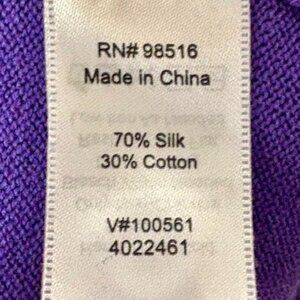 RN# 98516
Made in China
70% Silk
30% Cotton
V#100561
4022461